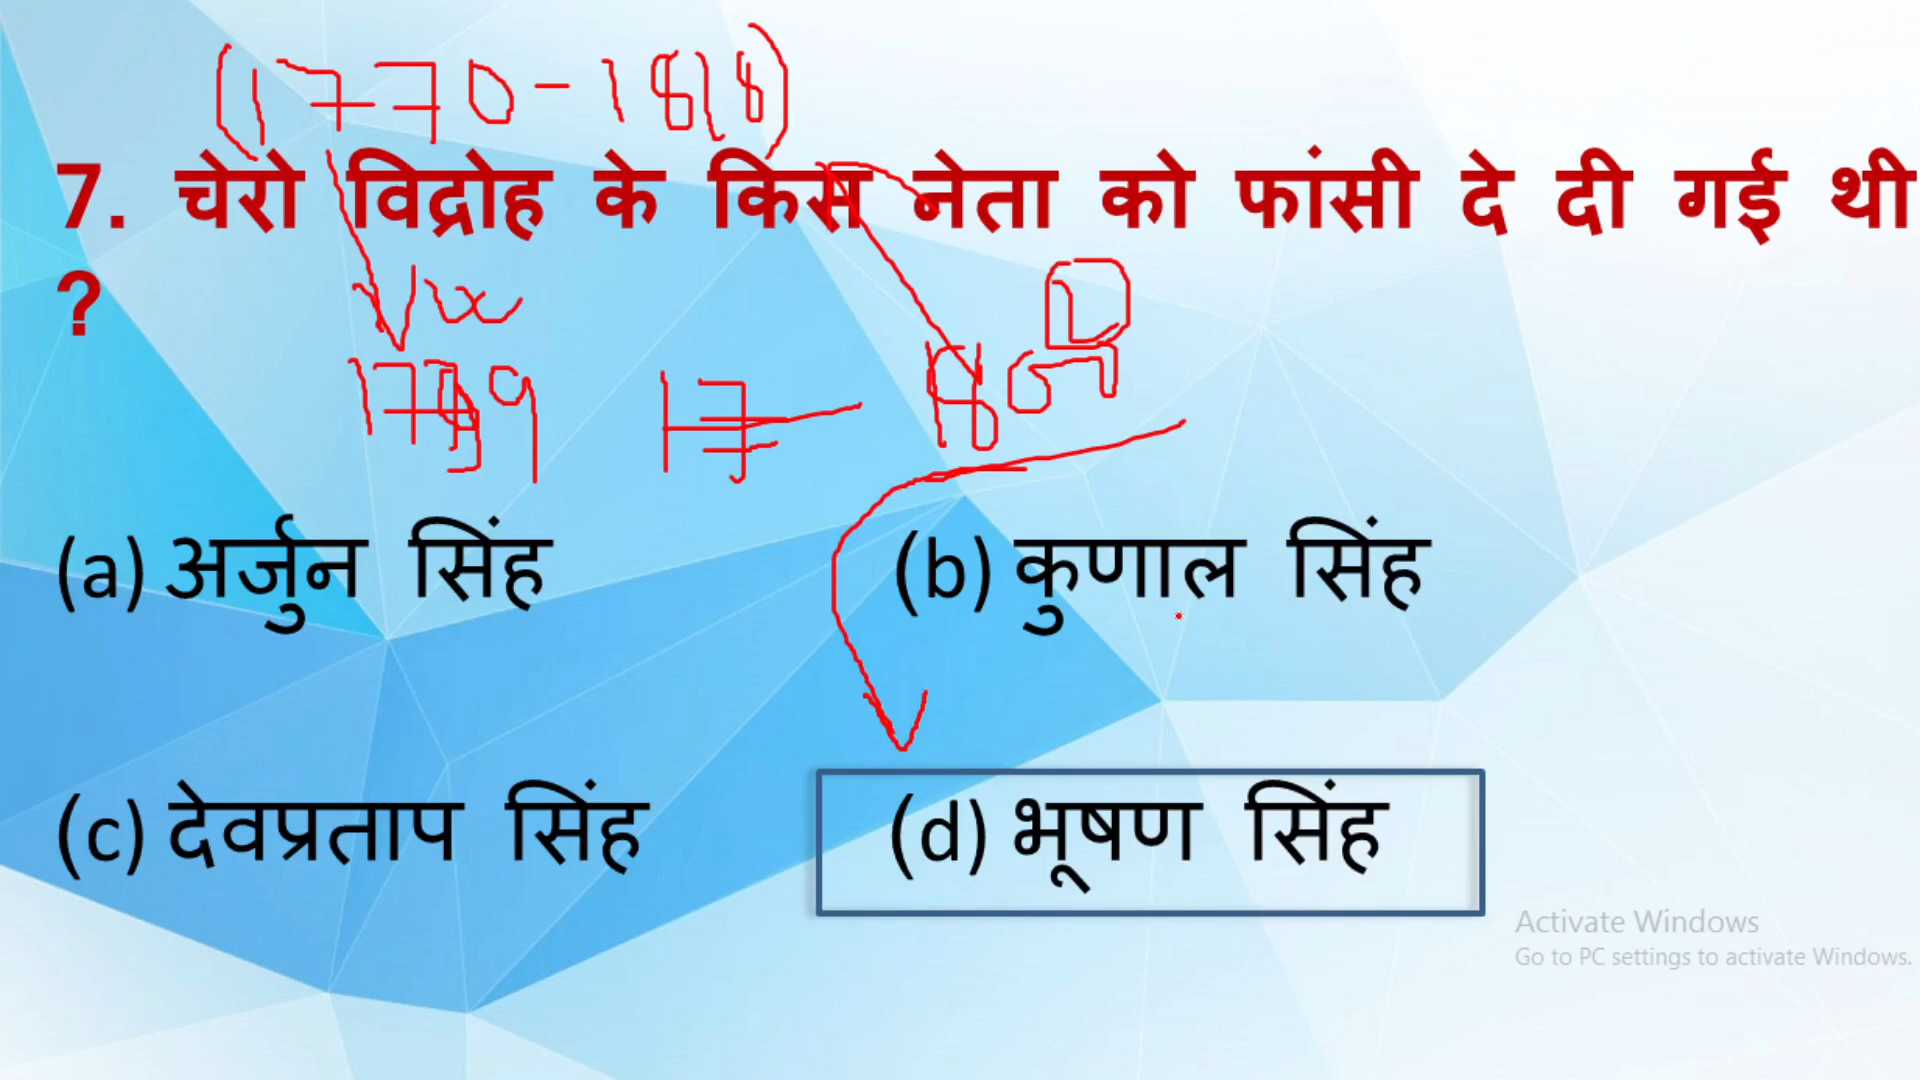 (1770-1818)
7. चेरो विद्रोह के किस नेता को फांसी दे दी गई थी
?
(a) अर्जुन सिंह
(b) कुणाल सिंह
(c) देवप्रताप सिंह
(d) भूषण सिंह
Activate Windows
Go to PC settings to activate Windows.